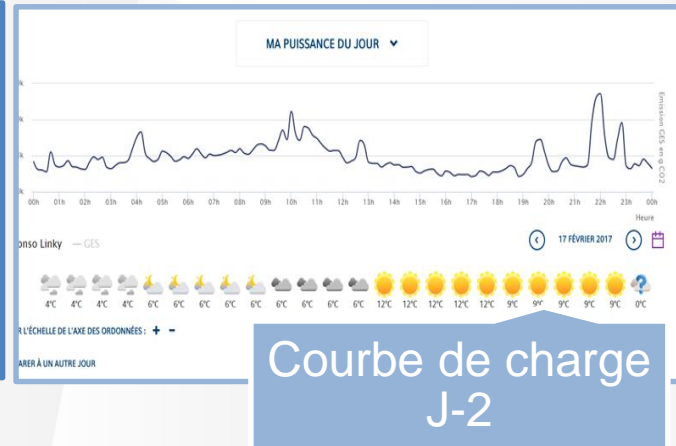 MA PUISSANCE DU JOUR
k
k
k
k
00h 01h 02h 03h 04h 05h 06h 07h 08h 09h 10h 11h 12h 13h 14h 15h 16h 17h 18h 19h 20h 21h 22h 23h 00h
Heure
Emission GES en g.CO2
onso Linky — GES
17 FÉVRIER 2017
4°C 4°C 4°C 4°C 6°C 6°C 6°C 6°C 6°C 6°C 6°C 6°C 6°C 12°C 12°C 12°C 12°C 12°C 9°C 9°C 9°C 9°C 9°C 0°C
R L'ÉCHELLE DE L'AXE DES ORDONNÉES : + −
ARER À UN AUTRE JOUR
Courbe de charge
J-2